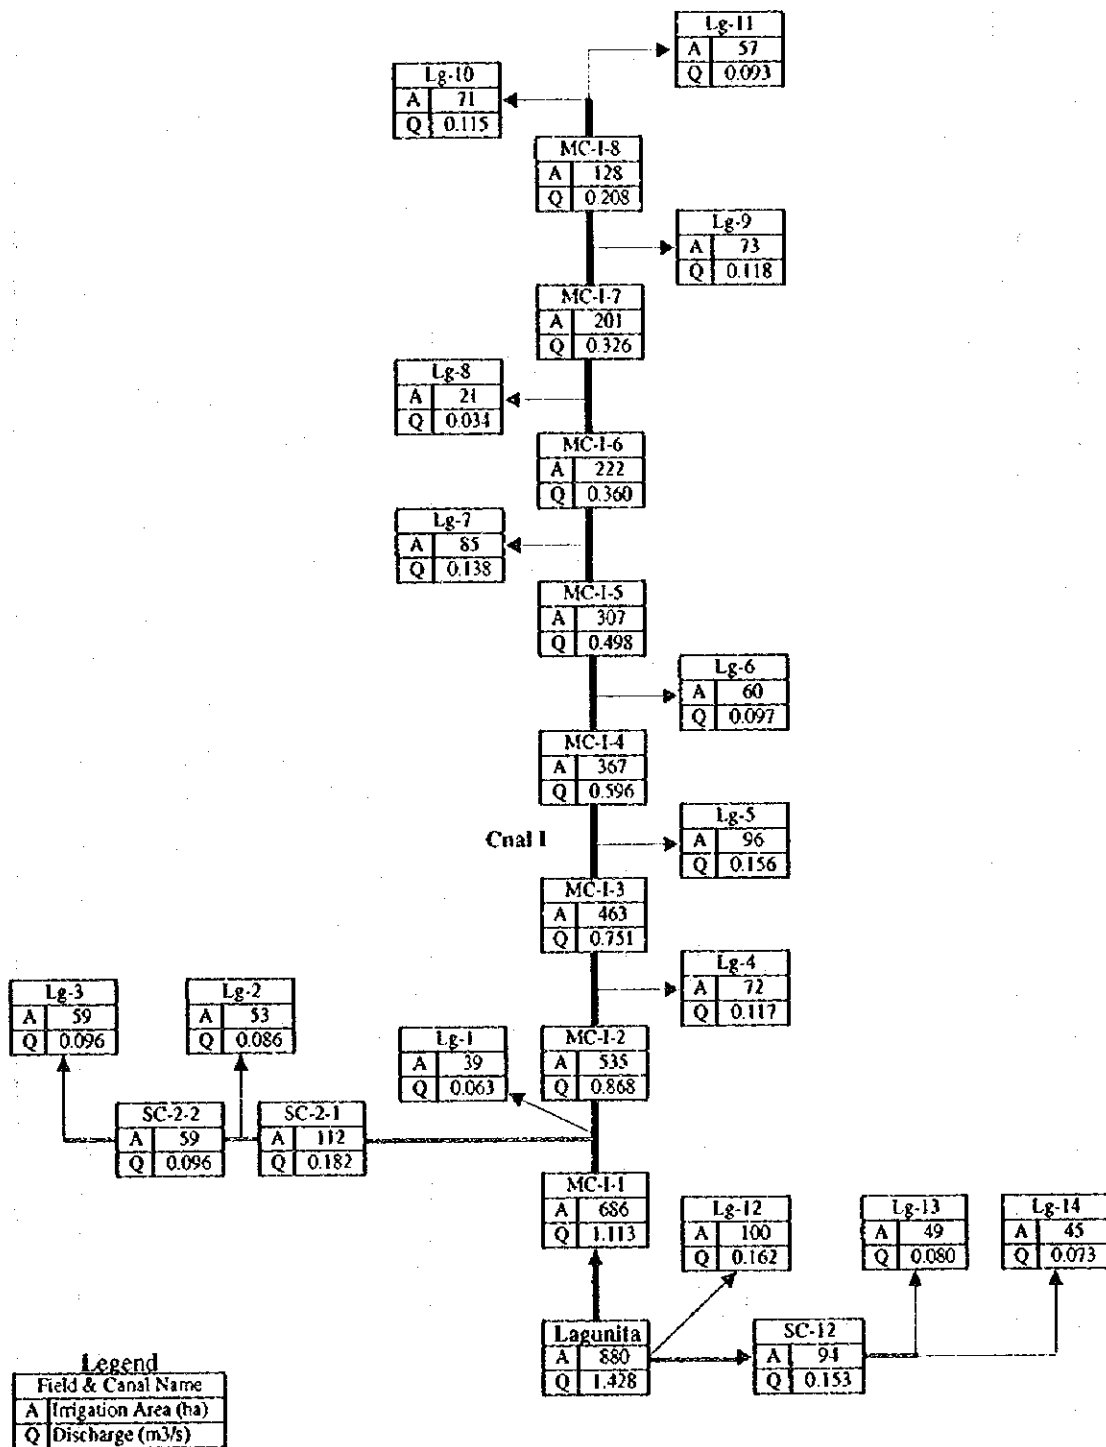 Lg-11
A 57
Q 0.093
Lg-10
A 71
Q 0.115
MC-I-8
A 128
Q 0.208
Lg-9
A 73
Q 0.118
MC-I-7
A 201
Q 0.326
Lg-8
A 21
Q 0.034
MC-I-6
A 222
Q 0.360
Lg-7
A 85
Q 0.138
MC-I-5
A 307
Q 0.498
Lg-6
A 60
Q 0.097
MC-I-4
A 367
Q 0.596
Cnal I
Lg-5
A 96
Q 0.156
MC-I-3
A 463
Q 0.751
Lg-4
A 72
Q 0.117
Lg-3
A 59
Q 0.096
Lg-2
A 53
Q 0.086
Lg-1
A 39
Q 0.063
MC-I-2
A 535
Q 0.868
SC-2-2
A 59
Q 0.096
SC-2-1
A 112
Q 0.182
MC-I-1
A 686
Q 1.113
Lg-12
A 100
Q 0.162
Lg-13
A 49
Q 0.080
Lg-14
A 45
Q 0.073
Lagunita
A 880
Q 1.428
SC-12
A 94
Q 0.153
Legend
Field & Canal Name
A Irrigation Area (ha)
Q Discharge (m3/s)